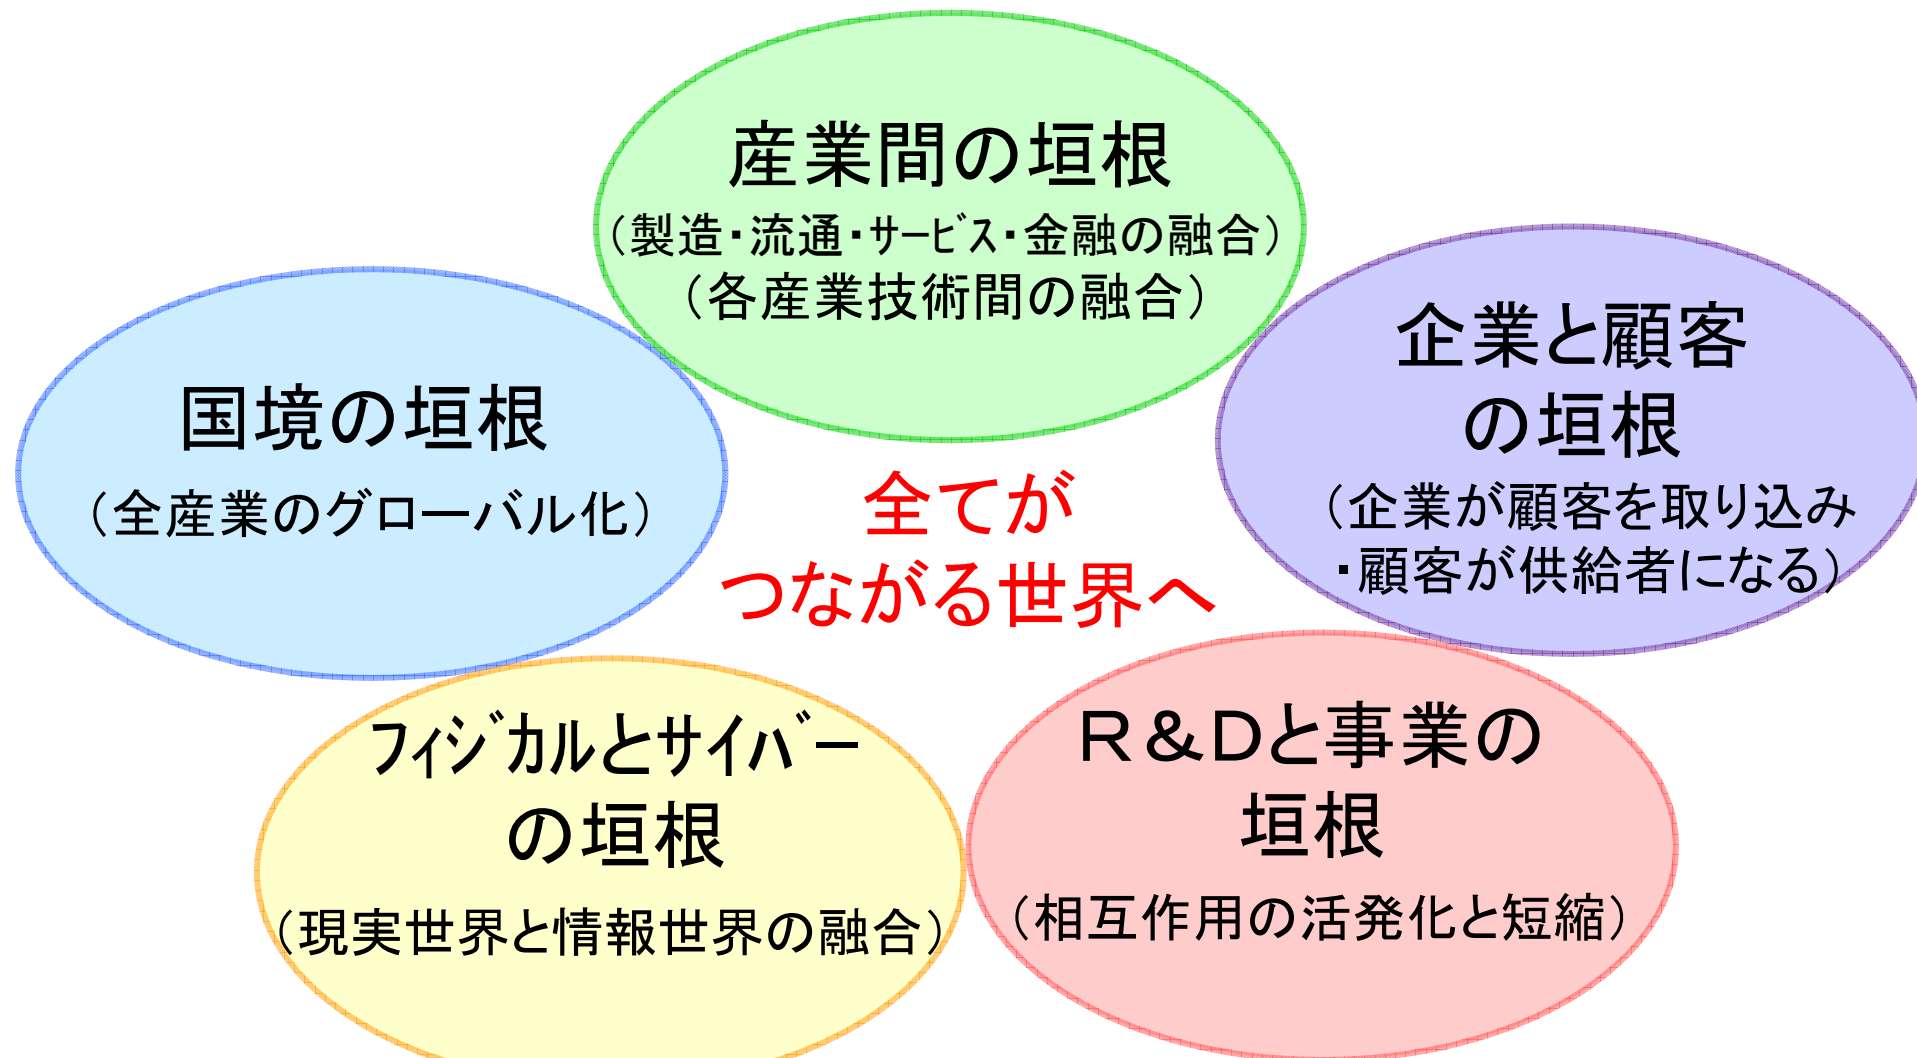 産業間の垣根
（製造・流通・ｻｰﾋﾞｽ・金融の融合）
（各産業技術間の融合）
企業と顧客
の垣根
（企業が顧客を取り込み
・顧客が供給者になる）
国境の垣根
（全産業のグローバル化）
全てが
つながる世界へ
ﾌｨｼﾞｶﾙとｻｲﾊﾞｰ
の垣根
（現実世界と情報世界の融合）
Ｒ＆Ｄと事業の
垣根
（相互作用の活発化と短縮）